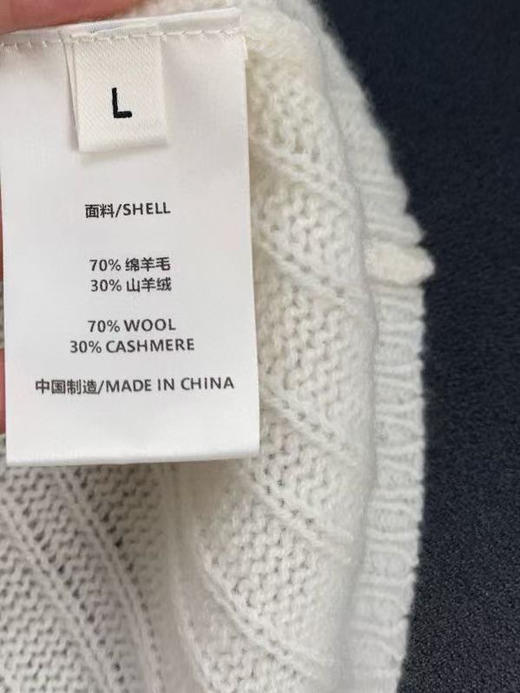 L
面料/SHELL
70% 绵羊毛
30% 山羊绒
70% WOOL
30% CASHMERE
中国制造/MADE IN CHINA